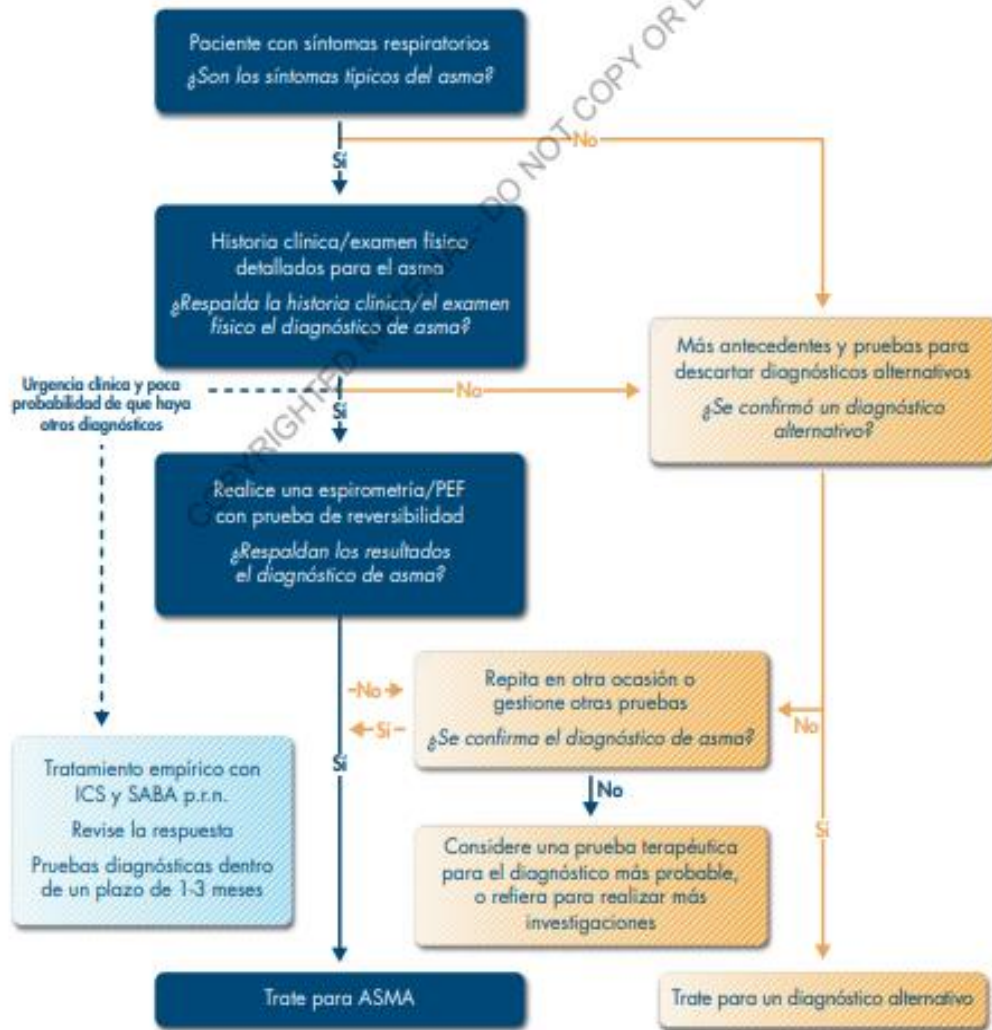 Paciente con síntomas respiratorios
¿Son los síntomas típicos del asma?
No
Sí
Historia clínica/examen físico
detallados para el asma
¿Respalda la historia clínica/el examen
físico el diagnóstico de asma?
Más antecedentes y pruebas para
descartar diagnósticos alternativos
¿Se confirmó un diagnóstico
alternativo?
Urgencia clínica y poca
probabilidad de que haya
otros diagnósticos
No
Sí
Realice una espirometría/PEF
con prueba de reversibilidad
¿Respaldan los resultados
el diagnóstico de asma?
No
Sí
Repita en otra ocasión o
gestione otras pruebas
¿Se confirma el diagnóstico de asma?
No
Sí
No
Sí
Tratamiento empírico con
ICS y SABA p.r.n.
Revise la respuesta
Pruebas diagnósticas dentro
de un plazo de 1-3 meses
Considere una prueba terapéutica
para el diagnóstico más probable,
o refiera para realizar más
investigaciones
Trate para ASMA
Trate para un diagnóstico alternativo
COPYRIGHTED MATERIAL - DO NOT COPY OR